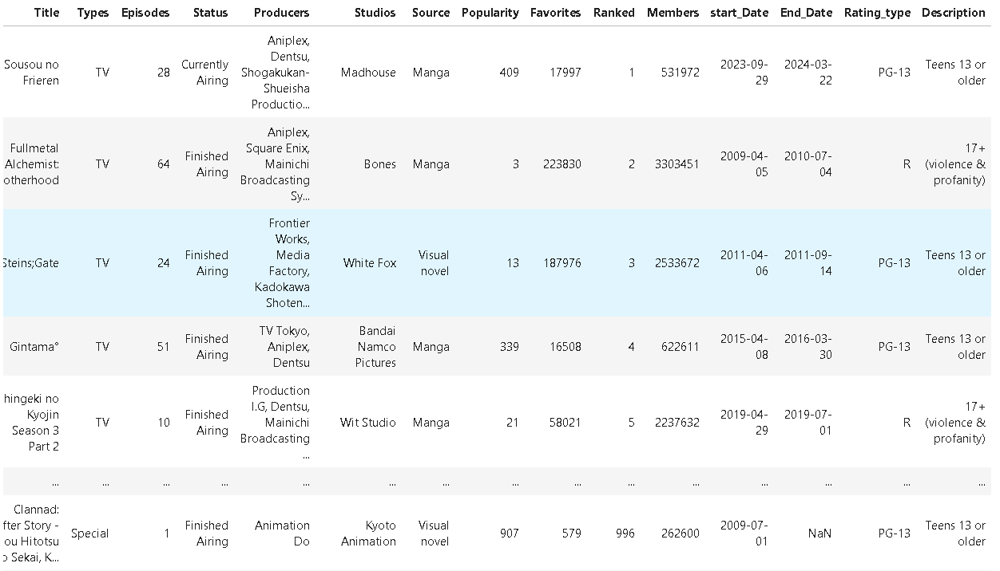 Title Types Episodes Status Producers Studios Source Popularity Favorites Ranked Members start_Date End_Date Rating_type Description
Aniplex,
Dentsu,
Sousou no Frieren TV 28 Currently Airing Shogakukan- Madhouse Manga 409 17997 1 531972 2023-09-29 2024-03-22 PG-13 Teens 13 or older
Shueisha
Productio...
Aniplex,
Fullmetal Square Enix, 17+
Alchemist: TV 64 Finished Airing Mainichi Bones Manga 3 223830 2 3303451 2009-04-05 2010-07-04 R (violence &
otherhood Broadcasting profanity)
Sy...
Frontier
Works,
Media
Steins;Gate TV 24 Finished Airing Factory, White Fox Visual novel 13 187976 3 2533672 2011-04-06 2011-09-14 PG-13 Teens 13 or older
Kadokawa
Shoten...
TV Tokyo, Bandai
Gintama° TV 51 Finished Airing Aniplex, Namco Manga 339 16508 4 622611 2015-04-08 2016-03-30 PG-13 Teens 13 or older
Dentsu Pictures
Production
hingeki no I.G, Dentsu, 17+
Kyojin TV 10 Finished Airing Mainichi Wit Studio Manga 21 58021 5 2237632 2019-04-29 2019-07-01 R (violence &
Season 3 Broadcasting profanity)
Part 2 ...
... ... ... ... ... ... ... ... ... ... ... ... ... ... ...
Clannad:
fter Story - Special 1 Finished Airing Animation Do Kyoto Animation Visual novel 907 579 996 262600 2009-07-01 NaN PG-13 Teens 13 or older
ou Hitotsu
o Sekai, K...